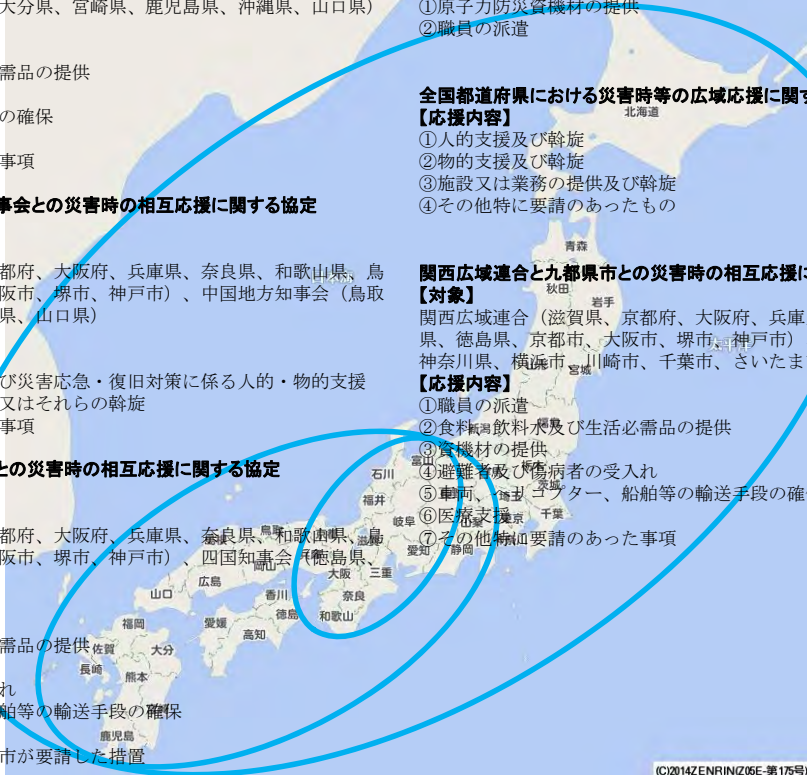 大分県、宮崎県、鹿児島県、沖縄県、山口県)
需品の提供
の確保
事項
事会との災害時の相互応援に関する協定
都府、大阪府、兵庫県、奈良県、和歌山県、鳥
阪市、堺市、神戸市)、中国地方知事会(鳥取
県、山口県)
び災害応急・復旧対策に係る人的・物的支援
又はそれらの斡旋
事項
との災害時の相互応援に関する協定
都府、大阪府、兵庫県、奈良県、和歌山県、鳥
阪市、堺市、神戸市)、四国知事会(徳島県、
需品の提供
れ
舶等の輸送手段の確保
市が要請した措置
①原子力防災資機材の提供
②職員の派遣
全国都道府県における災害時等の広域応援に関す
【応援内容】
①人的支援及び斡旋
②物的支援及び斡旋
③施設又は業務の提供及び斡旋
④その他特に要請のあったもの
関西広域連合と九都県市との災害時の相互応援に
【対象】
関西広域連合(滋賀県、京都府、大阪府、兵庫
県、徳島県、京都市、大阪市、堺市、神戸市)
神奈川県、横浜市、川崎市、千葉市、さいたま
【応援内容】
①職員の派遣
②食料、飲料水及び生活必需品の提供
③資機材の提供
④避難者及び傷病者の受入れ
⑤車両、ヘリコプター、船舶等の輸送手段の確
⑥医療支援
⑦その他特に要請のあった事項
北海道
青森
秋田
岩手
宮城
石川
福井
岐阜
愛知
静岡
千葉
茨城
三重
大阪
奈良
和歌山
岡山
広島
山口
香川
徳島
愛媛
高知
福岡
佐賀
大分
長崎
熊本
鹿児島
(C)2014ZENRIN(Z05E-第175号)